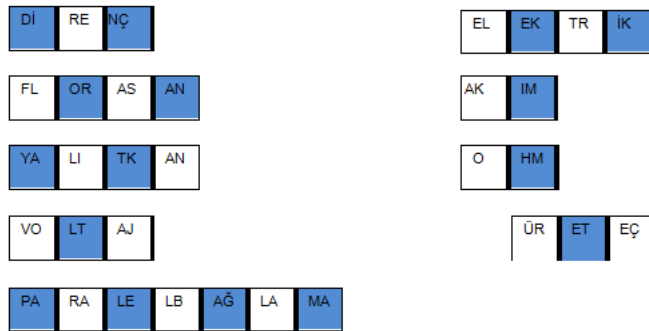 Dİ RE NÇ
EL EK TR İK
FL OR AS AN
AK IM
YA LI TK AN
O HM
VO LT AJ
ÜR ET EÇ
PA RA LE LB AĞ LA MA